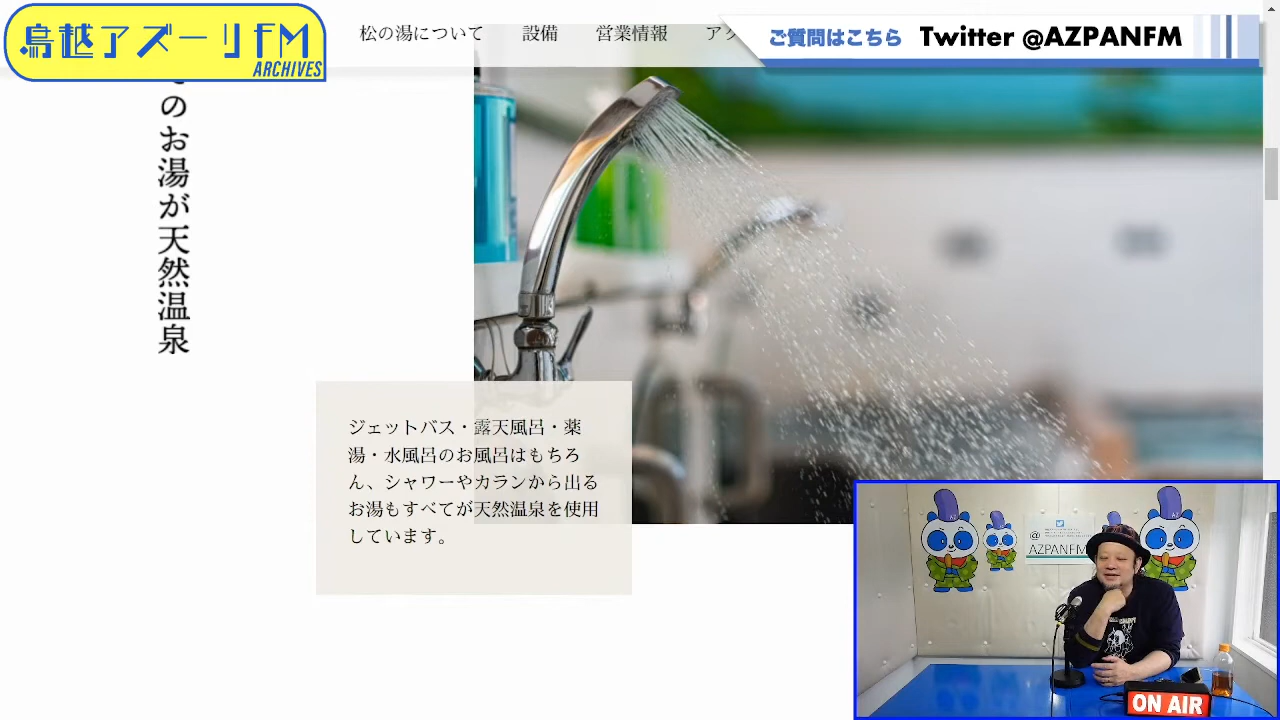 鳥越アズーリFM
ARCHIVES
松の湯について
設備
営業情報
アク
ご質問はこちら
Twitter @AZPANFM
のお湯が天然温泉
ジェットバス・露天風呂・薬
湯・水風呂のお風呂はもちろ
ん、シャワーやカランから出る
お湯もすべてが天然温泉を使用
しています。
@
AZPANFM
ON AIR